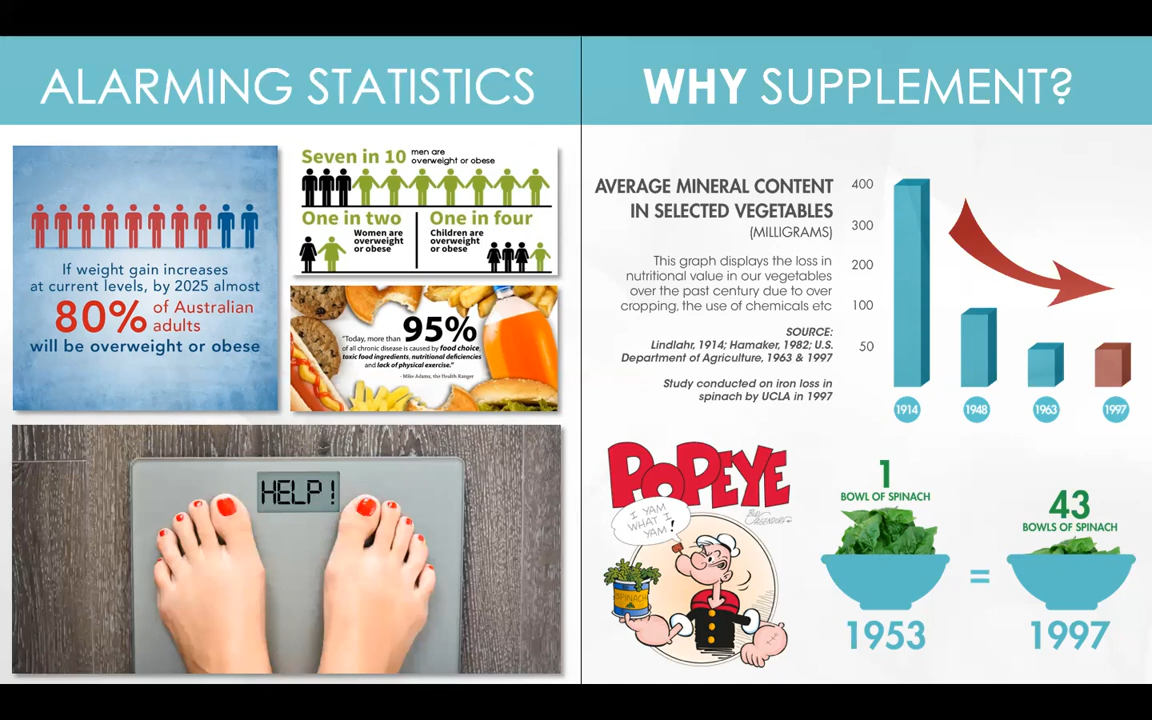 ALARMING STATISTICS
If weight gain increases
at current levels, by 2025 almost
80% of Australian
adults
will be overweight or obese
Seven in 10 men are
overweight or obese
One in two
Women are
overweight
or obese
One in four
Children are
overweight
or obese
"Today, more than 95%
of all chronic disease is caused by food choice,
toxic food ingredients, nutritional deficiencies
and lack of physical exercise."
- Mike Adams, the Health Ranger
HELP!
WHY SUPPLEMENT?
AVERAGE MINERAL CONTENT
IN SELECTED VEGETABLES
(MILLIGRAMS)
This graph displays the loss in
nutritional value in our vegetables
over the past century due to over
cropping, the use of chemicals etc
SOURCE:
Lindlahr, 1914; Hamaker, 1982; U.S.
Department of Agriculture, 1963 & 1997
Study conducted on iron loss in
spinach by UCLA in 1997
400
300
200
100
50
1914
1948
1963
1997
POPEYE
I YAM
WHAT I
YAM!
SPINACH
1
BOWL OF SPINACH
1953
=
43
BOWLS OF SPINACH
1997